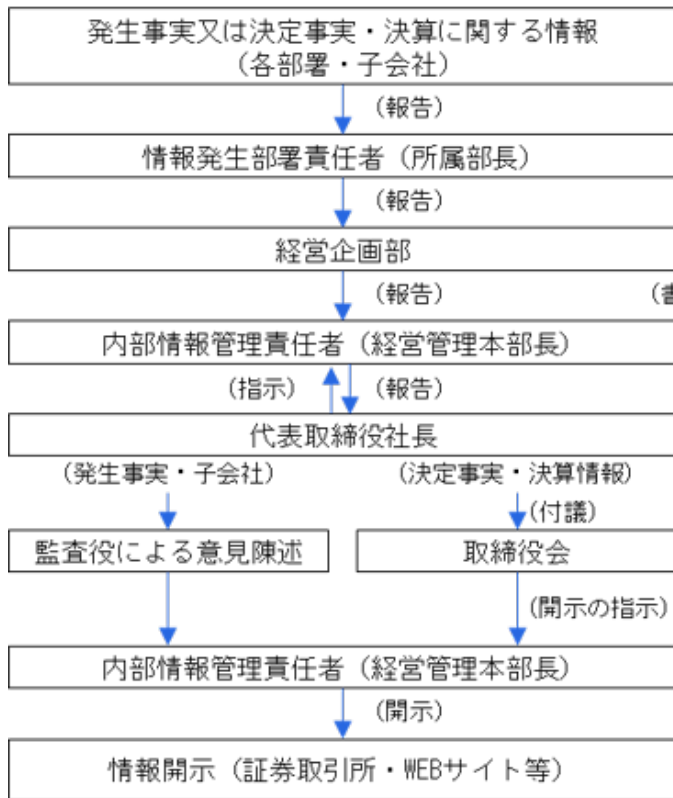 発生事実又は決定事実・決算に関する情報
（各部署・子会社）
（報告）
情報発生部署責任者（所属部長）
（報告）
経営企画部
（報告）
内部情報管理責任者（経営管理本部長）
（指示）
（報告）
代表取締役社長
（発生事実・子会社）
（決定事実・決算情報）
（付議）
監査役による意見陳述
取締役会
（開示の指示）
内部情報管理責任者（経営管理本部長）
（開示）
情報開示（証券取引所・WEBサイト等）